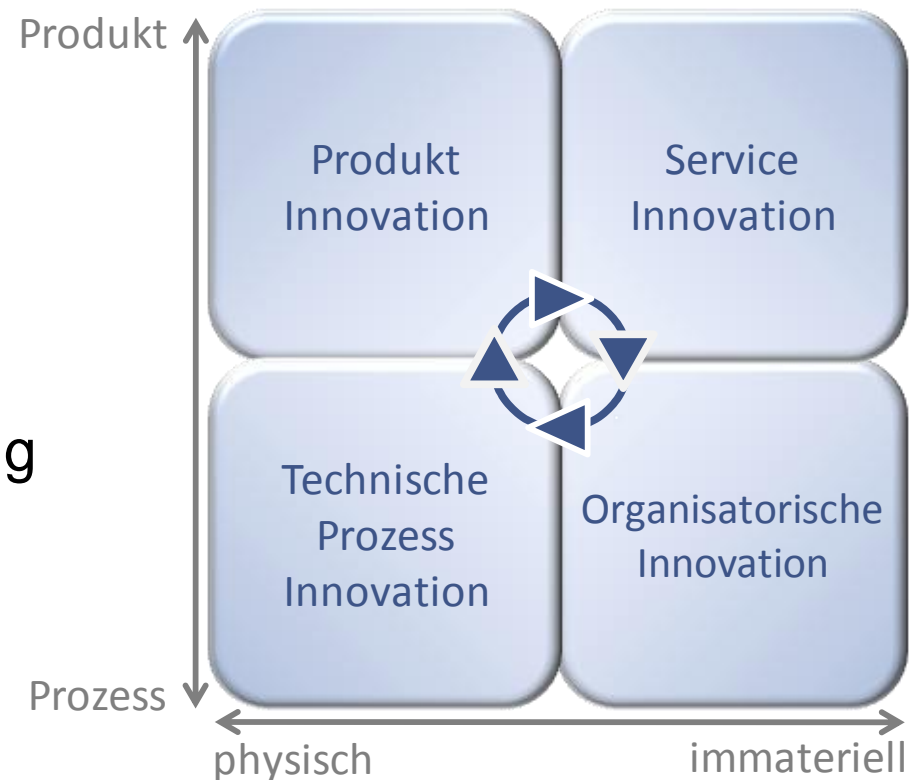 Produkt
Produkt
Innovation
Service
Innovation
g
Technische
Prozess
Innovation
Organisatorische
Innovation
Prozess
physisch
immateriell